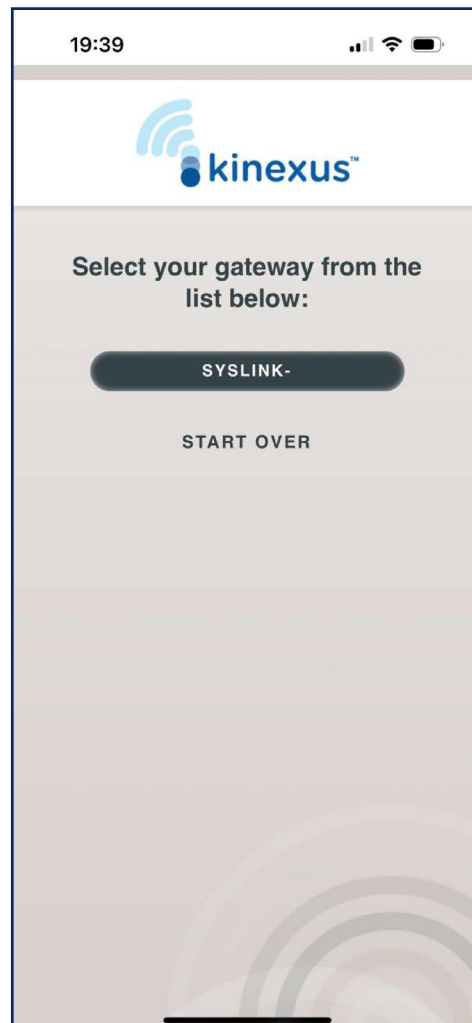 19:39
kinexus™
Select your gateway from the
list below:
SYSLINK-
START OVER